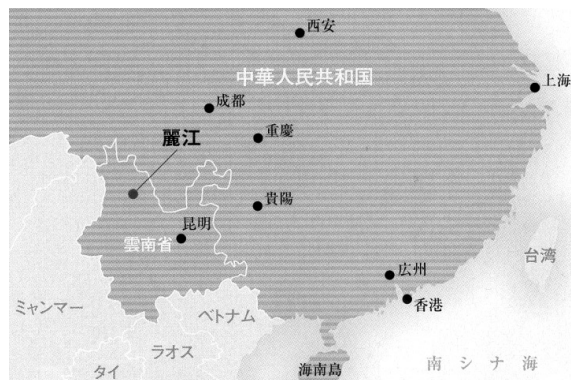 西安
中華人民共和国
上海
成都
重慶
麗江
貴陽
昆明
雲南省
台湾
広州
香港
ミャンマー
ベトナム
ラオス
タイ
海南島
南シナ海